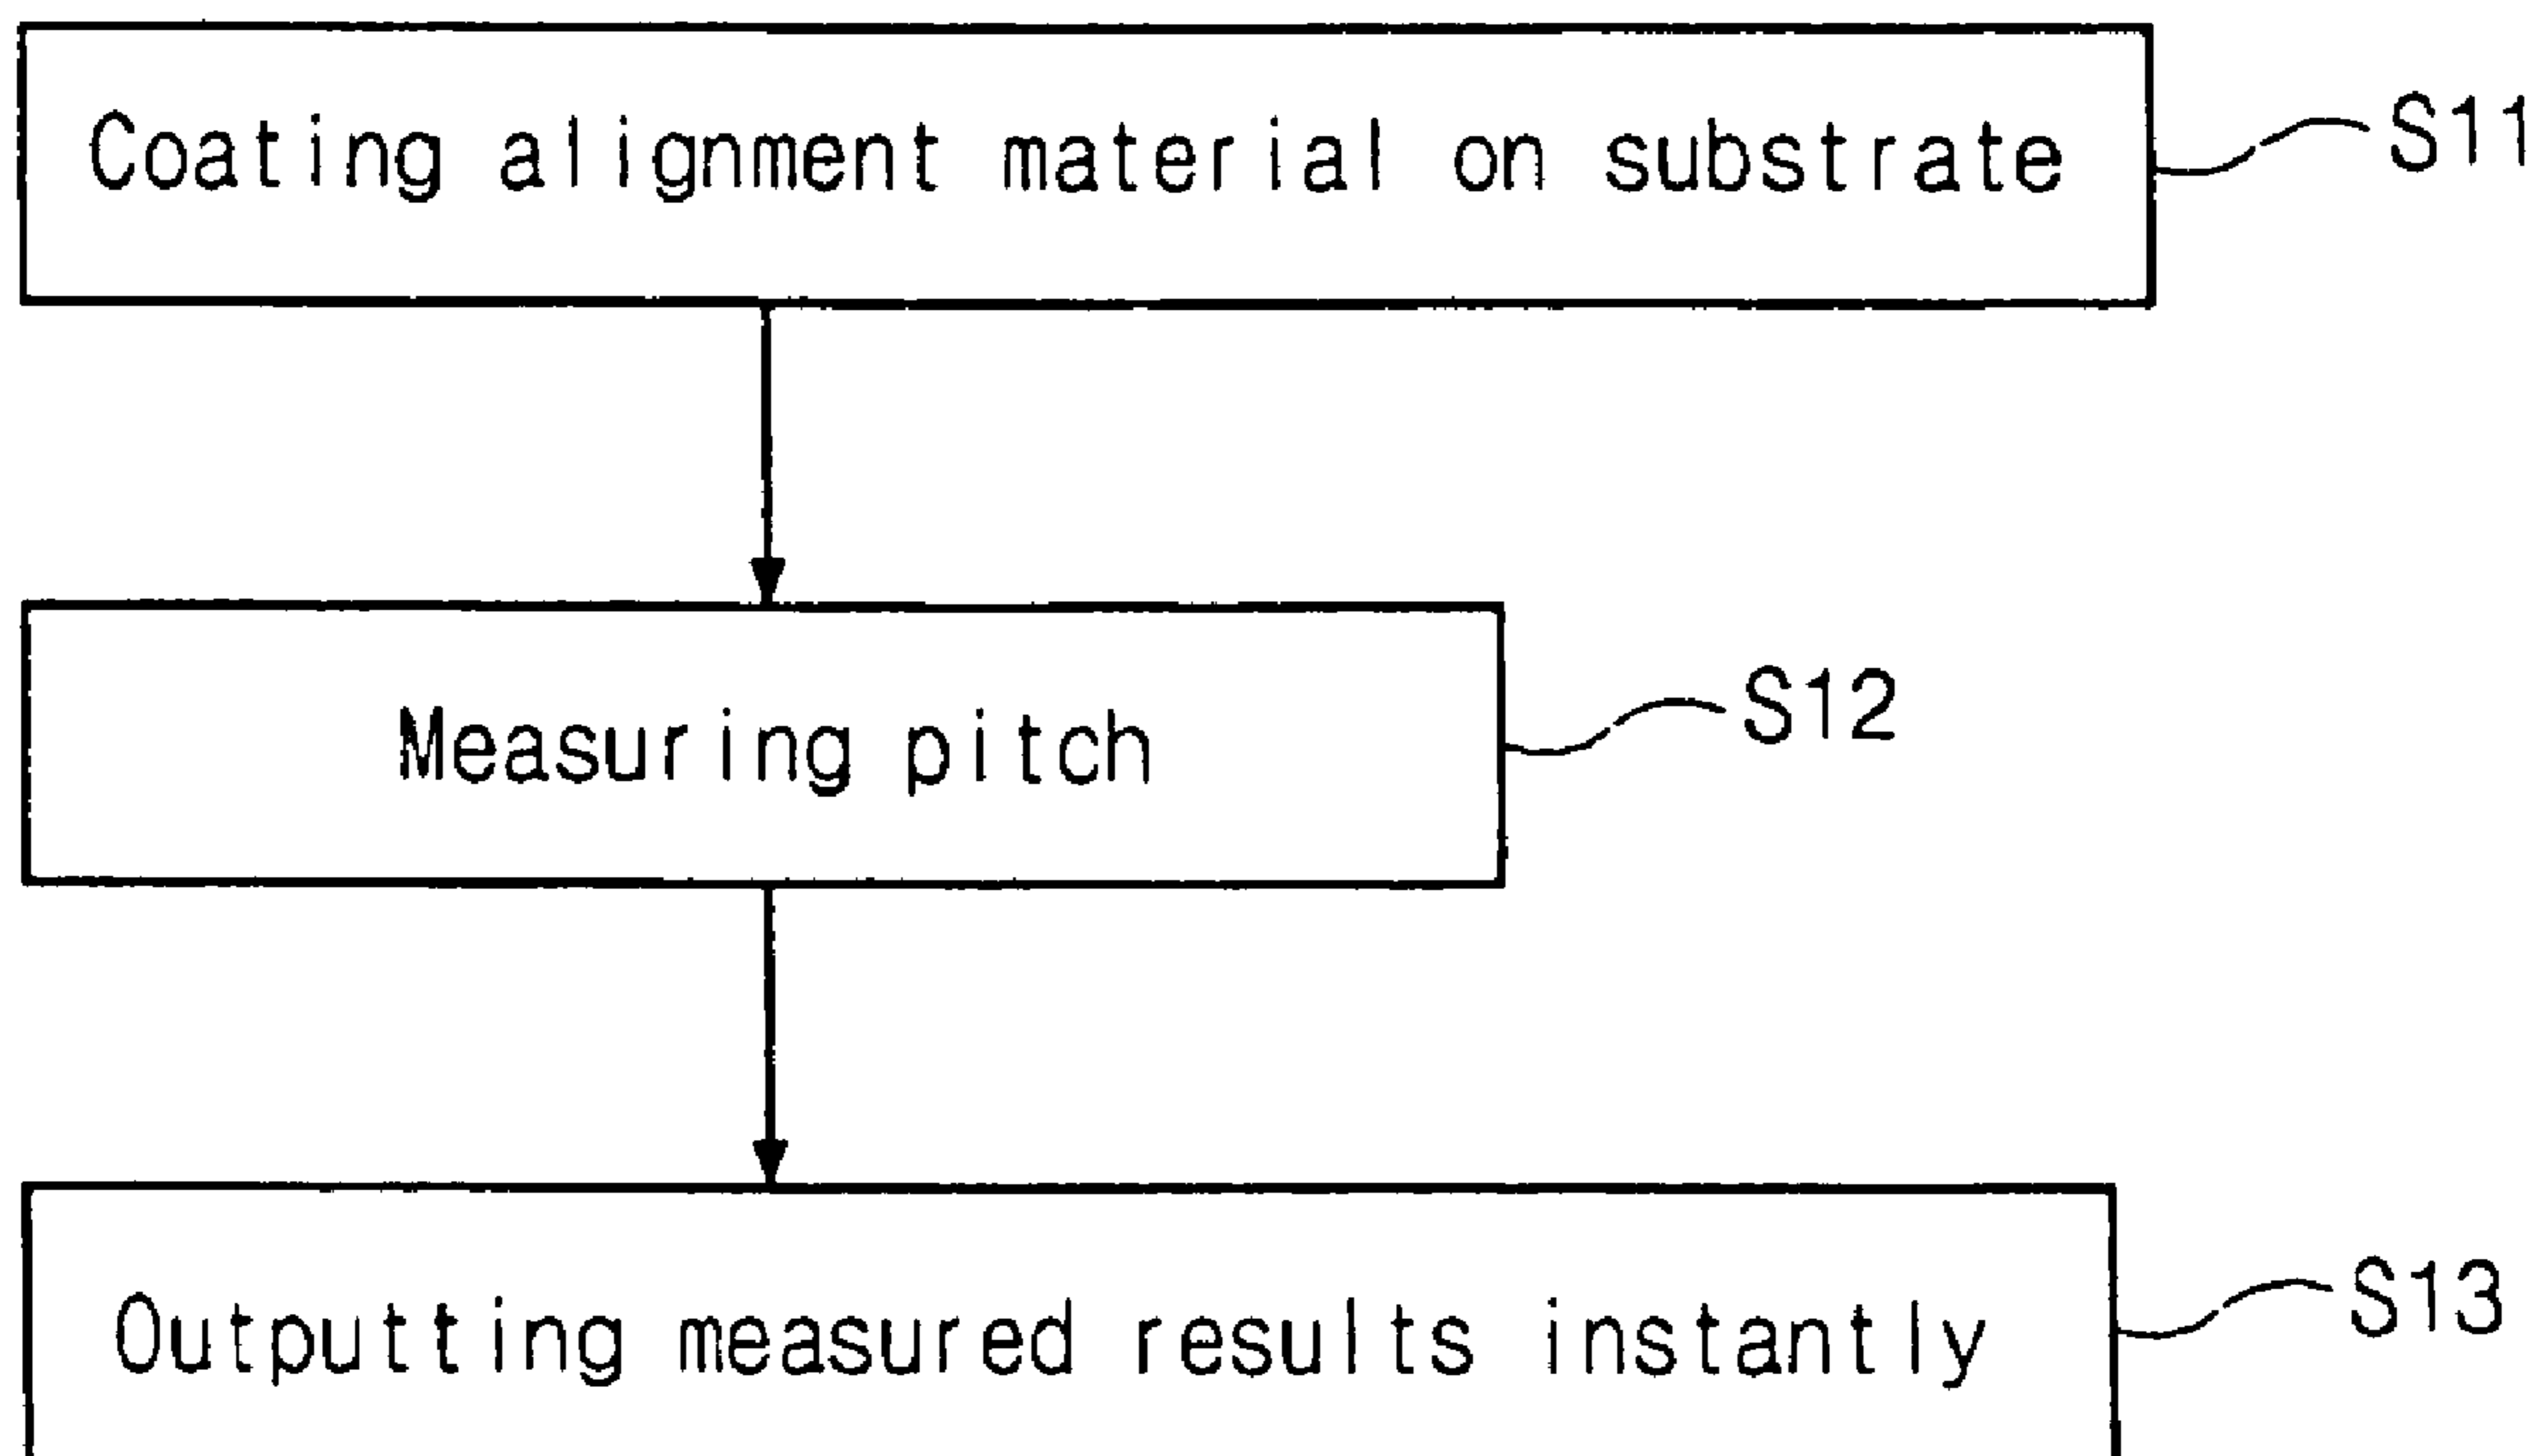 Coating alignment material on substrate
S11
Measuring pitch
S12
Outputting measured results instantly
S13